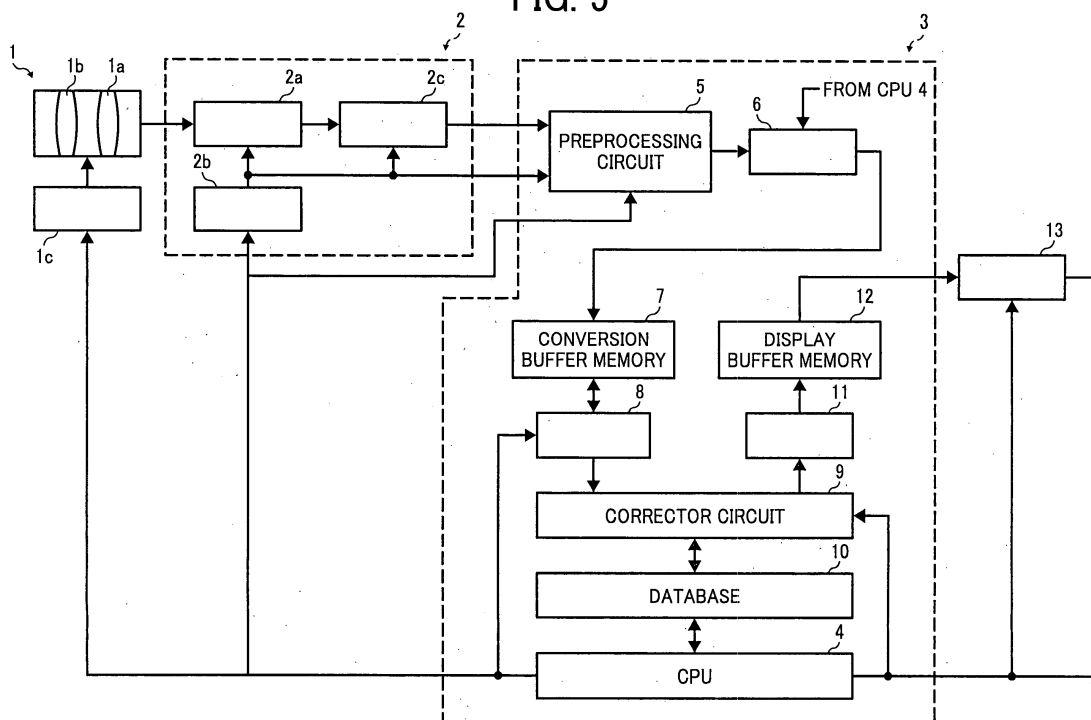 FIG. 3
2
3
1
1b
1a
2a
2c
5
6
FROM CPU 4
PREPROCESSING
CIRCUIT
2b
1c
13
7
12
CONVERSION
BUFFER MEMORY
DISPLAY
BUFFER MEMORY
8
11
9
CORRECTOR CIRCUIT
10
DATABASE
4
CPU